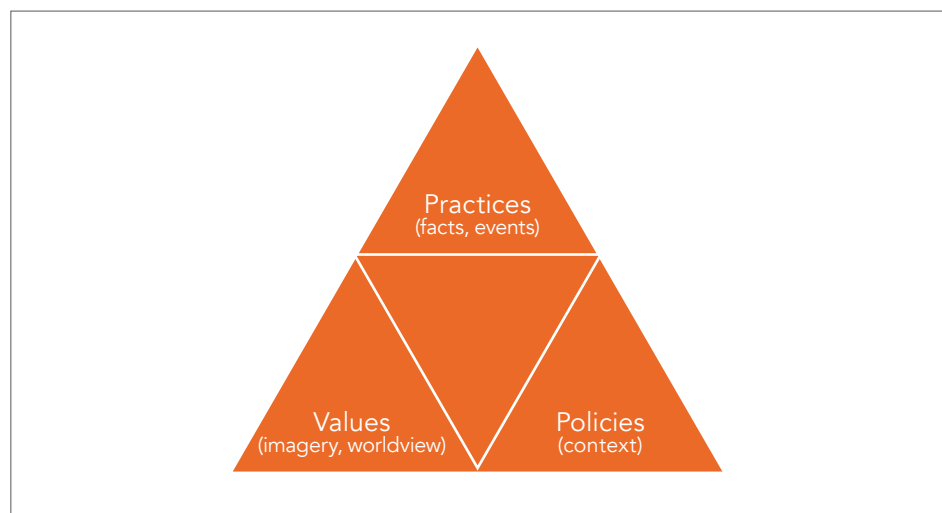 Practices
(facts, events)
Values
(imagery, worldview)
Policies
(context)